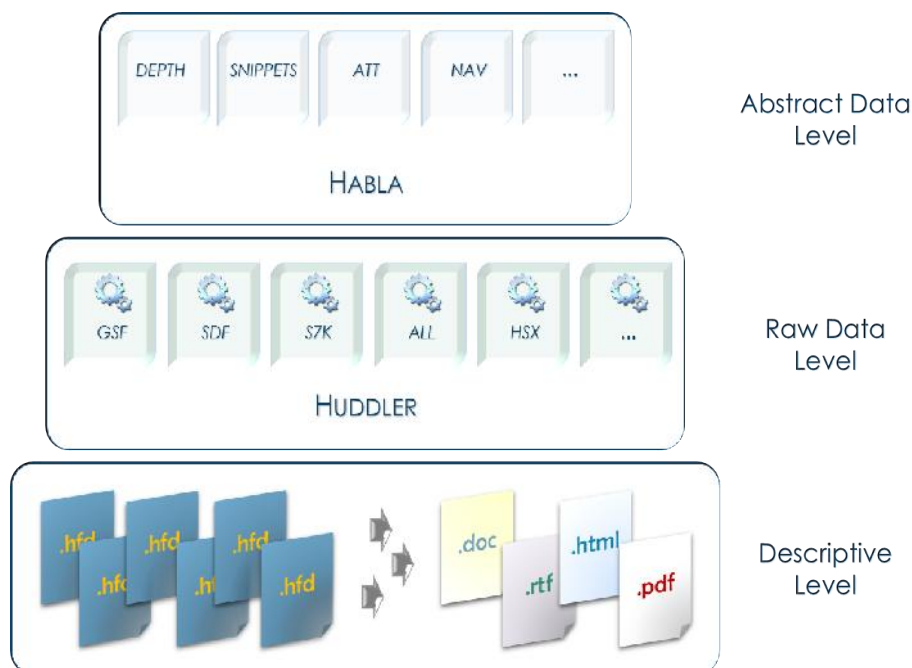 DEPTH
SNIPPETS
ATT
NAV
...
HABLA
Abstract Data
Level
GSF
SDF
S7K
ALL
HSX
...
HUDDLER
Raw Data
Level
.hfd
.hfd
.hfd
.hfd
.doc
.rtf
.html
.pdf
Descriptive
Level